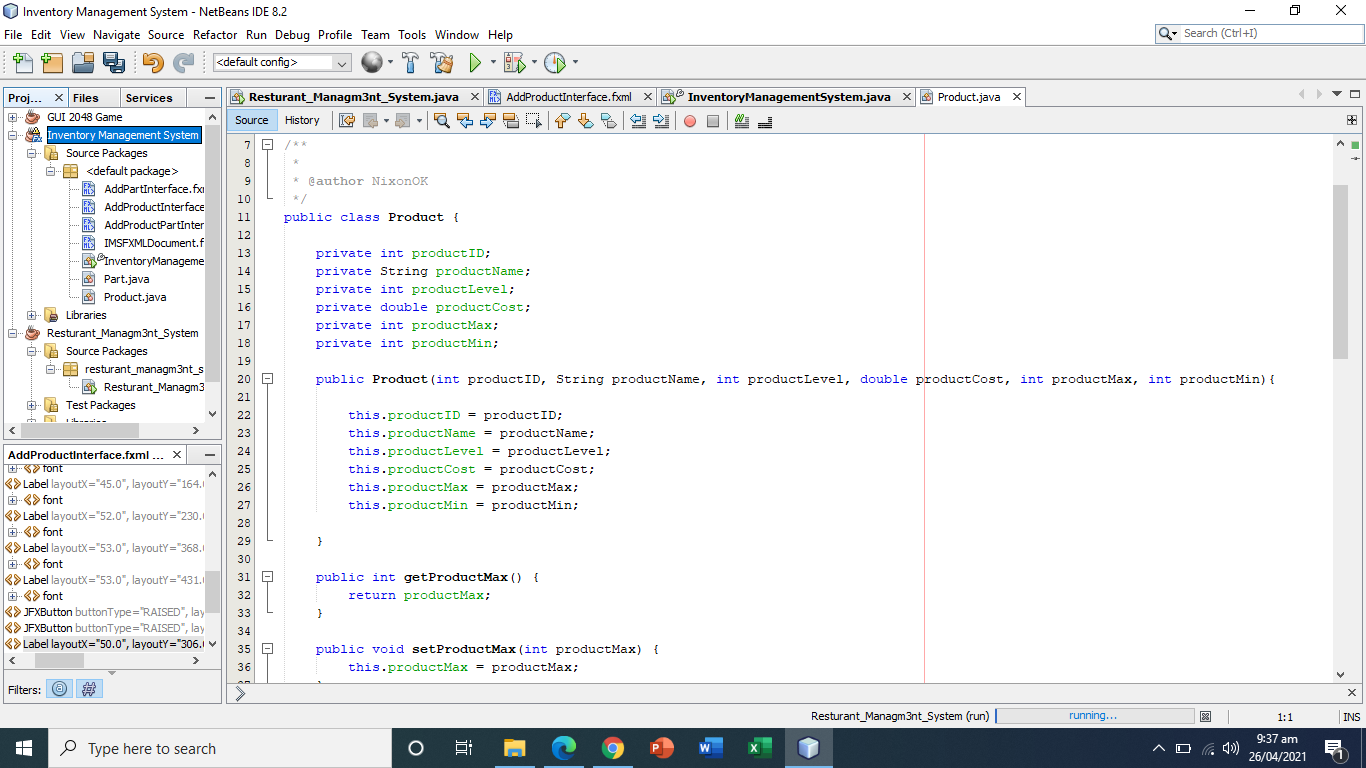 Inventory Management System - NetBeans IDE 8.2
File Edit View Navigate Source Refactor Run Debug Profile Team Tools Window Help
Search (Ctrl+I)
<default config>
Proj... Files Services
GUI 2048 Game
Inventory Management System
Source Packages
<default package>
AddPartInterface.fxm
AddProductInterface
AddProductPartInter
IMSFXMLDocument.f
InventoryManageme
Part.java
Product.java
Libraries
Resturant_Managm3nt_System
Source Packages
resturant_managm3nt_s
Resturant_Managm3
Test Packages
Libraries
AddProductInterface.fxml ...
font
Label layoutX="45.0", layoutY="164.
font
Label layoutX="52.0", layoutY="230.
font
Label layoutX="53.0", layoutY="368.
font
Label layoutX="53.0", layoutY="431.
font
JFXButton buttonType="RAISED", lay
JFXButton buttonType="RAISED", lay
Label layoutX="50.0", layoutY="306.
Filters:
Resturant_Managm3nt_System.java AddProductInterface.fxml InventoryManagementSystem.java Product.java
Source History
7 /**
8 *
9 * @author NixonOK
10 */
11 public class Product {
12
13 private int productID;
14 private String productName;
15 private int productLevel;
16 private double productCost;
17 private int productMax;
18 private int productMin;
19
20 public Product(int productID, String productName, int productLevel, double productCost, int productMax, int productMin){
21
22 this.productID = productID;
23 this.productName = productName;
24 this.productLevel = productLevel;
25 this.productCost = productCost;
26 this.productMax = productMax;
27 this.productMin = productMin;
28
29 }
30
31 public int getProductMax() {
32 return productMax;
33 }
34
35 public void setProductMax(int productMax) {
36 this.productMax = productMax;
Resturant_Managm3nt_System (run) running... 1:1 INS
Type here to search
9:37 am
26/04/2021
1